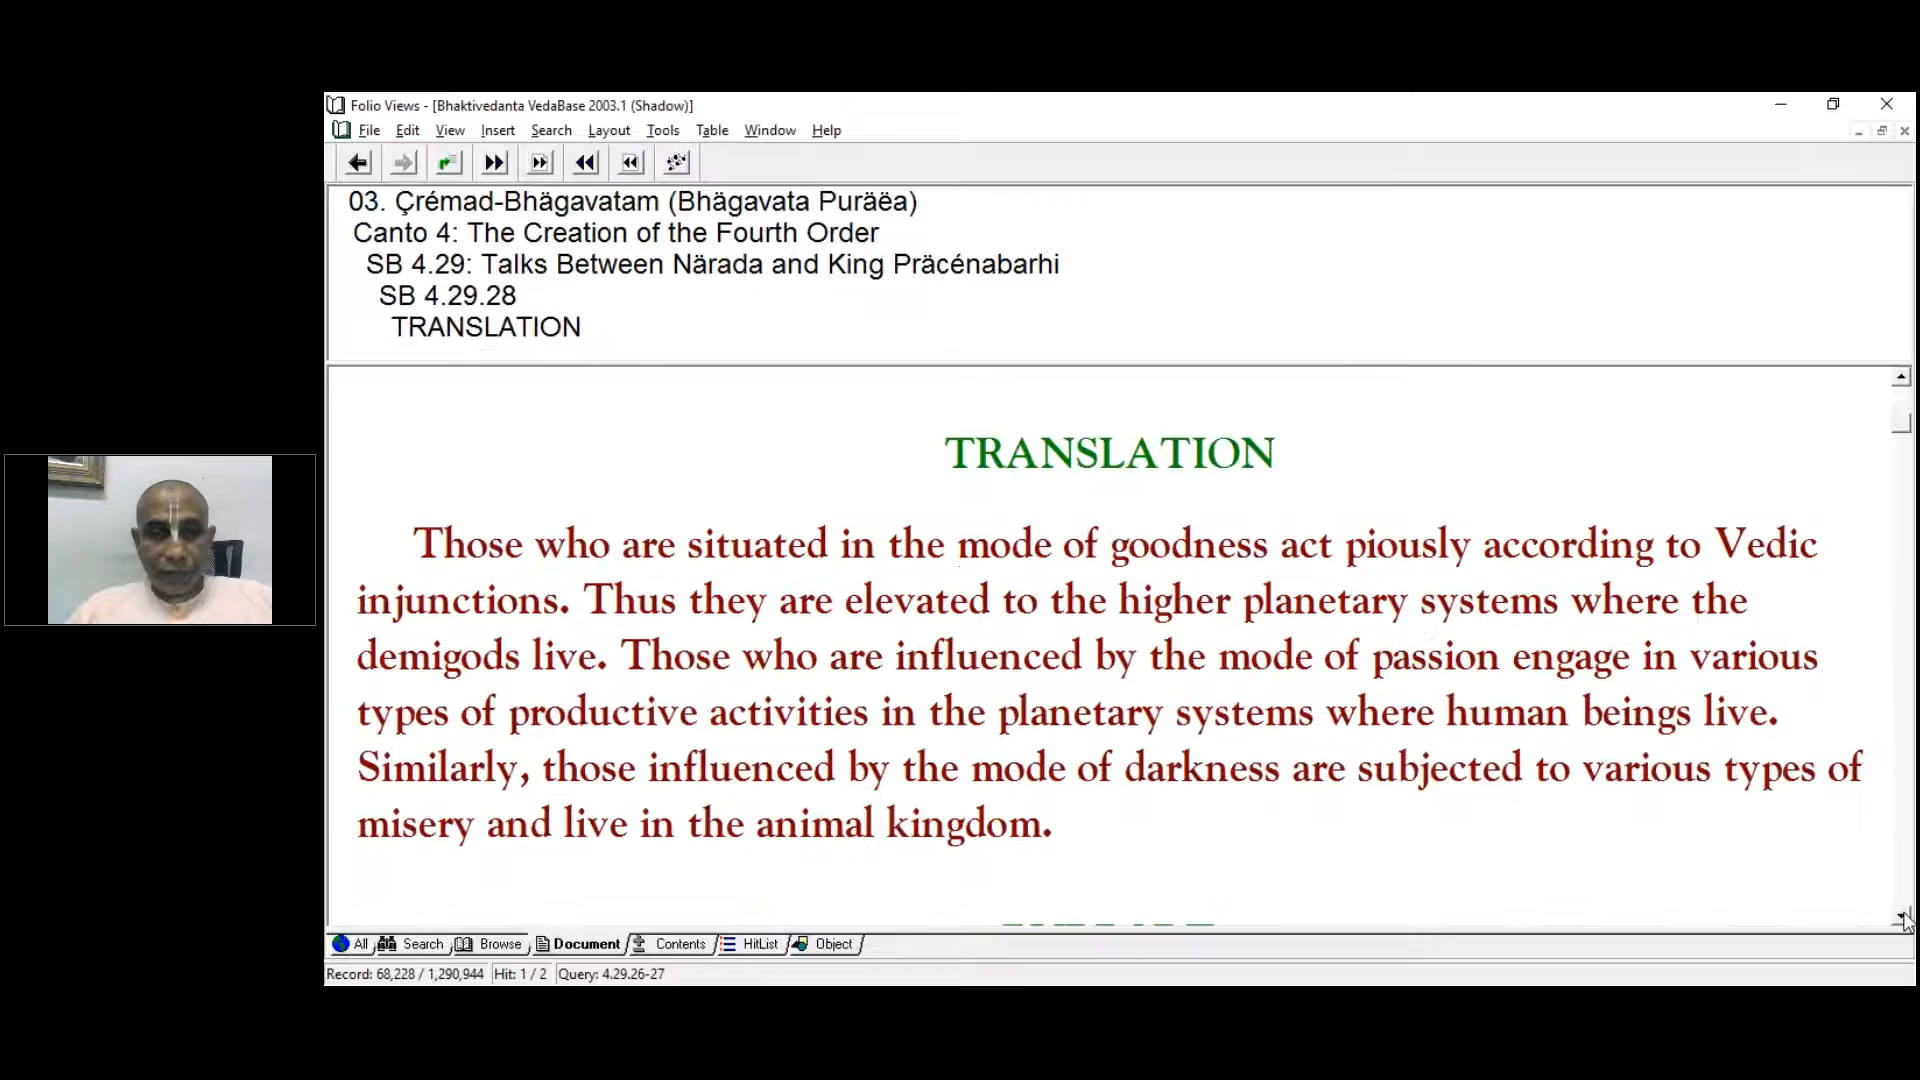 Folio Views - [Bhaktivedanta VedaBase 2003.1 (Shadow)]
File Edit View Insert Search Layout Tools Table Window Help
03. Çrémad-Bhägavatam (Bhägavata Puräëa)
Canto 4: The Creation of the Fourth Order
SB 4.29: Talks Between Närada and King Präcénabarhi
SB 4.29.28
TRANSLATION
TRANSLATION
Those who are situated in the mode of goodness act piously according to Vedic
injunctions. Thus they are elevated to the higher planetary systems where the
demigods live. Those who are influenced by the mode of passion engage in various
types of productive activities in the planetary systems where human beings live.
Similarly, those influenced by the mode of darkness are subjected to various types of
misery and live in the animal kingdom.
All Search Browse Document Contents HitList Object
Record: 68,228 / 1,290,944 Hit: 1 / 2 Query: 4.29.26-27